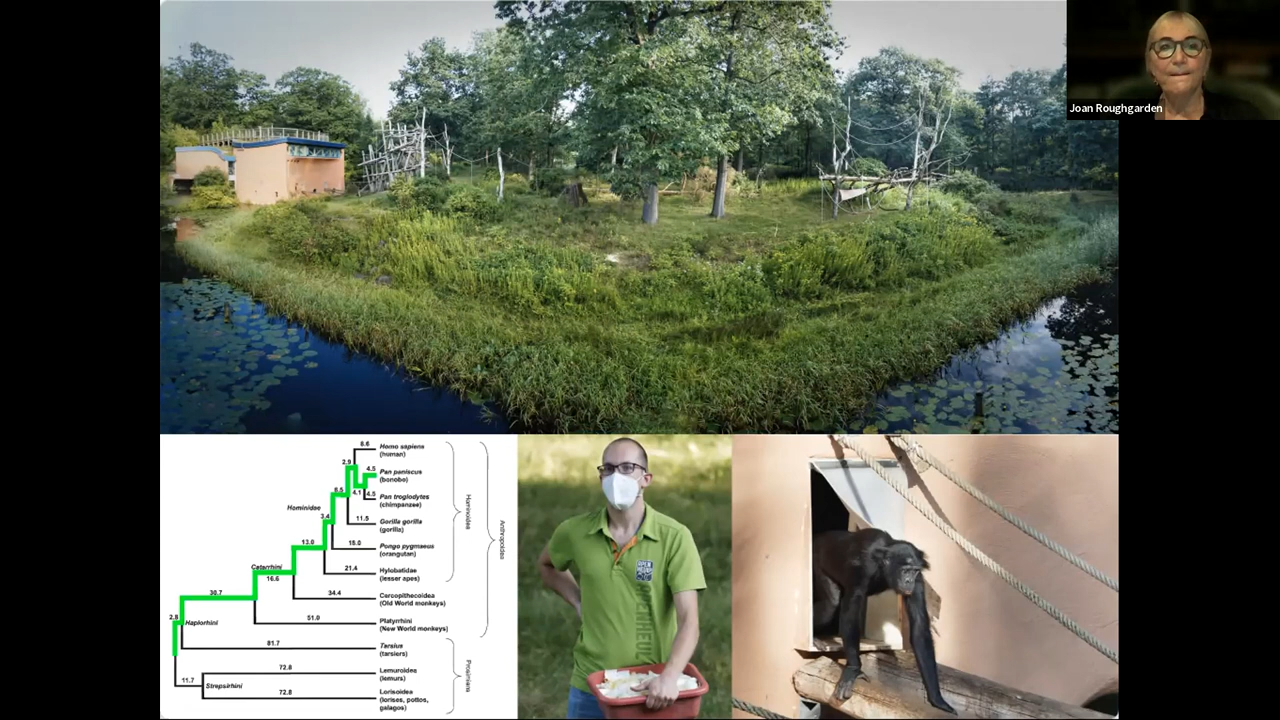 Joan Roughgarden
8.6
Homo sapiens
(human)
2.9
4.5
Pan paniscus
(bonobo)
4.1
4.5
Pan troglodytes
(chimpanzee)
8.5
Hominidae
11.5
Gorilla gorilla
(gorilla)
3.4
13.0
15.0
Pongo pygmaeus
(orangutan)
Catarrhini
21.4
Hylobatidae
(lesser apes)
Hominoidea
Anthropoidea
16.6
34.4
Cercopithecoidea
(Old World monkeys)
30.7
51.0
Platyrrhini
(New World monkeys)
2.8
Haplorhini
81.7
Tarsius
(tarsiers)
72.8
Lemuroidea
(lemurs)
Prosimians
11.7
Strepsirhini
72.8
Lorisoidea
(lorises, pottos,
galagos)